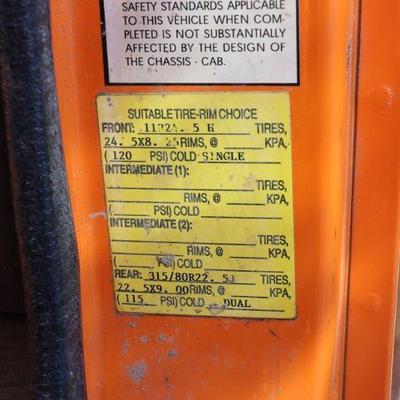 SAFETY STANDARDS APPLICABLE
TO THIS VEHICLE WHEN COM-
PLETED IS NOT SUBSTANTIALLY
AFFECTED BY THE DESIGN OF
THE CHASSIS - CAB.
SUITABLE TIRE-RIM CHOICE
FRONT: 11R24. 5 H TIRES,
24. 5X8. 25 RIMS, @ KPA,
( 120 PSI) COLD SINGLE
INTERMEDIATE (1):
TIRES,
RIMS, @ KPA,
( PSI) COLD
INTERMEDIATE (2):
TIRES,
RIMS, @ KPA,
( PSI) COLD
REAR: 315/80R22. 5J TIRES,
22. 5X9. 00 RIMS, @ KPA,
( 115 PSI) COLD DUAL